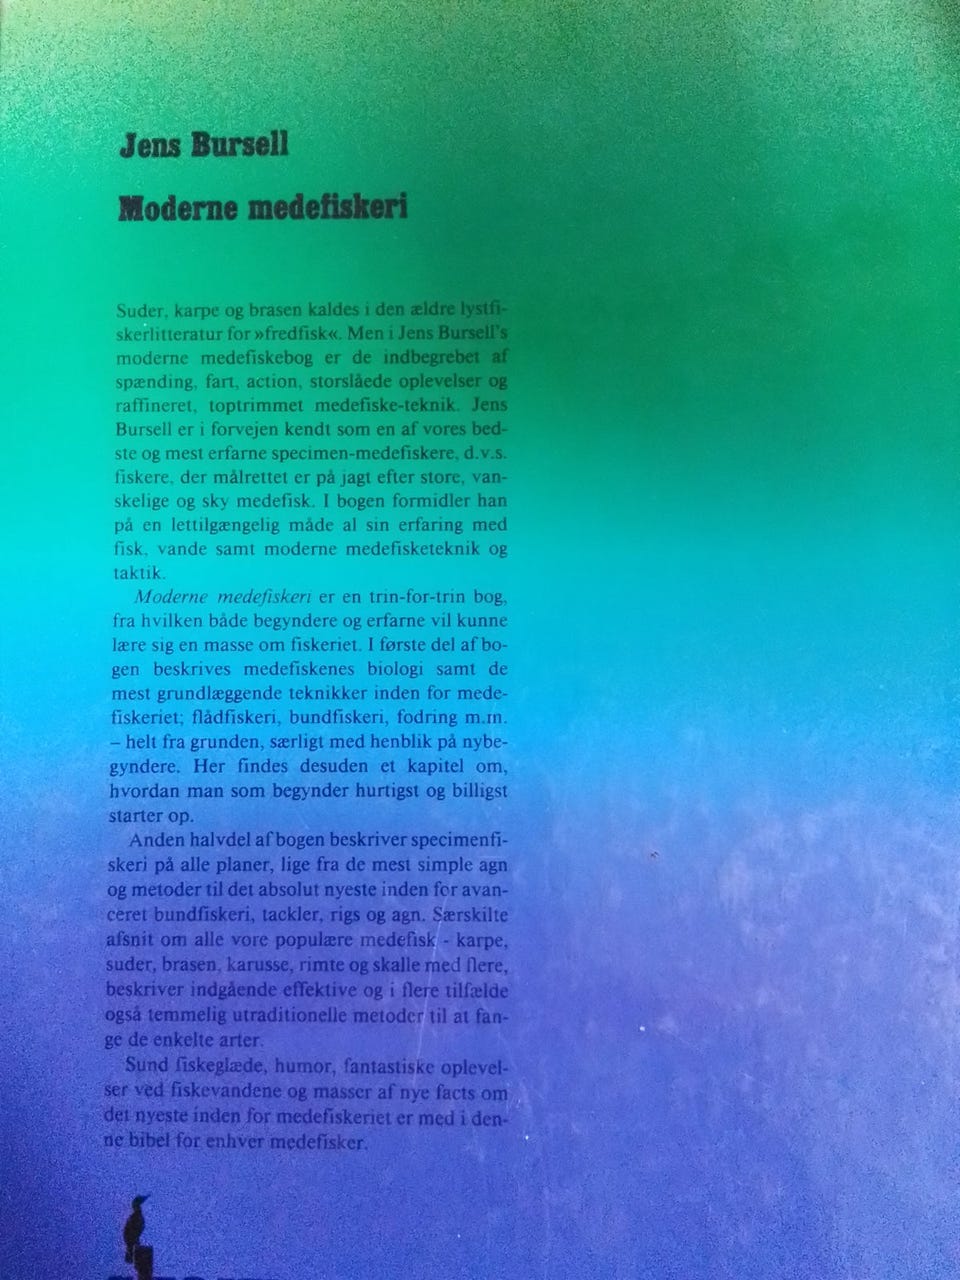 Jens Bursell
Moderne medefiskeri
Suder, karpe og brasen kaldes i den ældre lystfi-
skerlitteratur for »fredfisk«. Men i Jens Bursell's
moderne medefiskebog er de indbegrebet af
spænding, fart, action, storslåede oplevelser og
raffineret, toptrimmet medefiske-teknik. Jens
Bursell er i forvejen kendt som en af vores bed-
ste og mest erfarne specimen-medefiskere, d.v.s.
fiskere, der målrettet er på jagt efter store, van-
skelige og sky medefisk. I bogen formidler han
på en lettilgængelig måde al sin erfaring med
fisk, vande samt moderne medefisketeknik og
taktik.
Moderne medefiskeri er en trin-for-trin bog,
fra hvilken både begyndere og erfarne vil kunne
lære sig en masse om fiskeriet. I første del af bo-
gen beskrives medefiskenes biologi samt de
mest grundlæggende teknikker inden for mede-
fiskeriet; flådfiskeri, bundfiskeri, fodring m.m.
– helt fra grunden, særligt med henblik på nybe-
gyndere. Her findes desuden et kapitel om,
hvordan man som begynder hurtigst og billigst
starter op.
Anden halvdel af bogen beskriver specimenfi-
skeri på alle planer, lige fra de mest simple agn
og metoder til det absolut nyeste inden for avan-
ceret bundfiskeri, tackler, rigs og agn. Særskilte
afsnit om alle vore populære medefisk - karpe,
suder, brasen, karusse, rimte og skalle med flere,
beskriver indgående effektive og i flere tilfælde
også temmelig utraditionelle metoder til at fan-
ge de enkelte arter.
Sund fiskeglæde, humor, fantastiske oplevel-
ser ved fiskevandene og masser af nye facts om
det nyeste inden for medefiskeriet er med i den-
ne bibel for enhver medefisker.